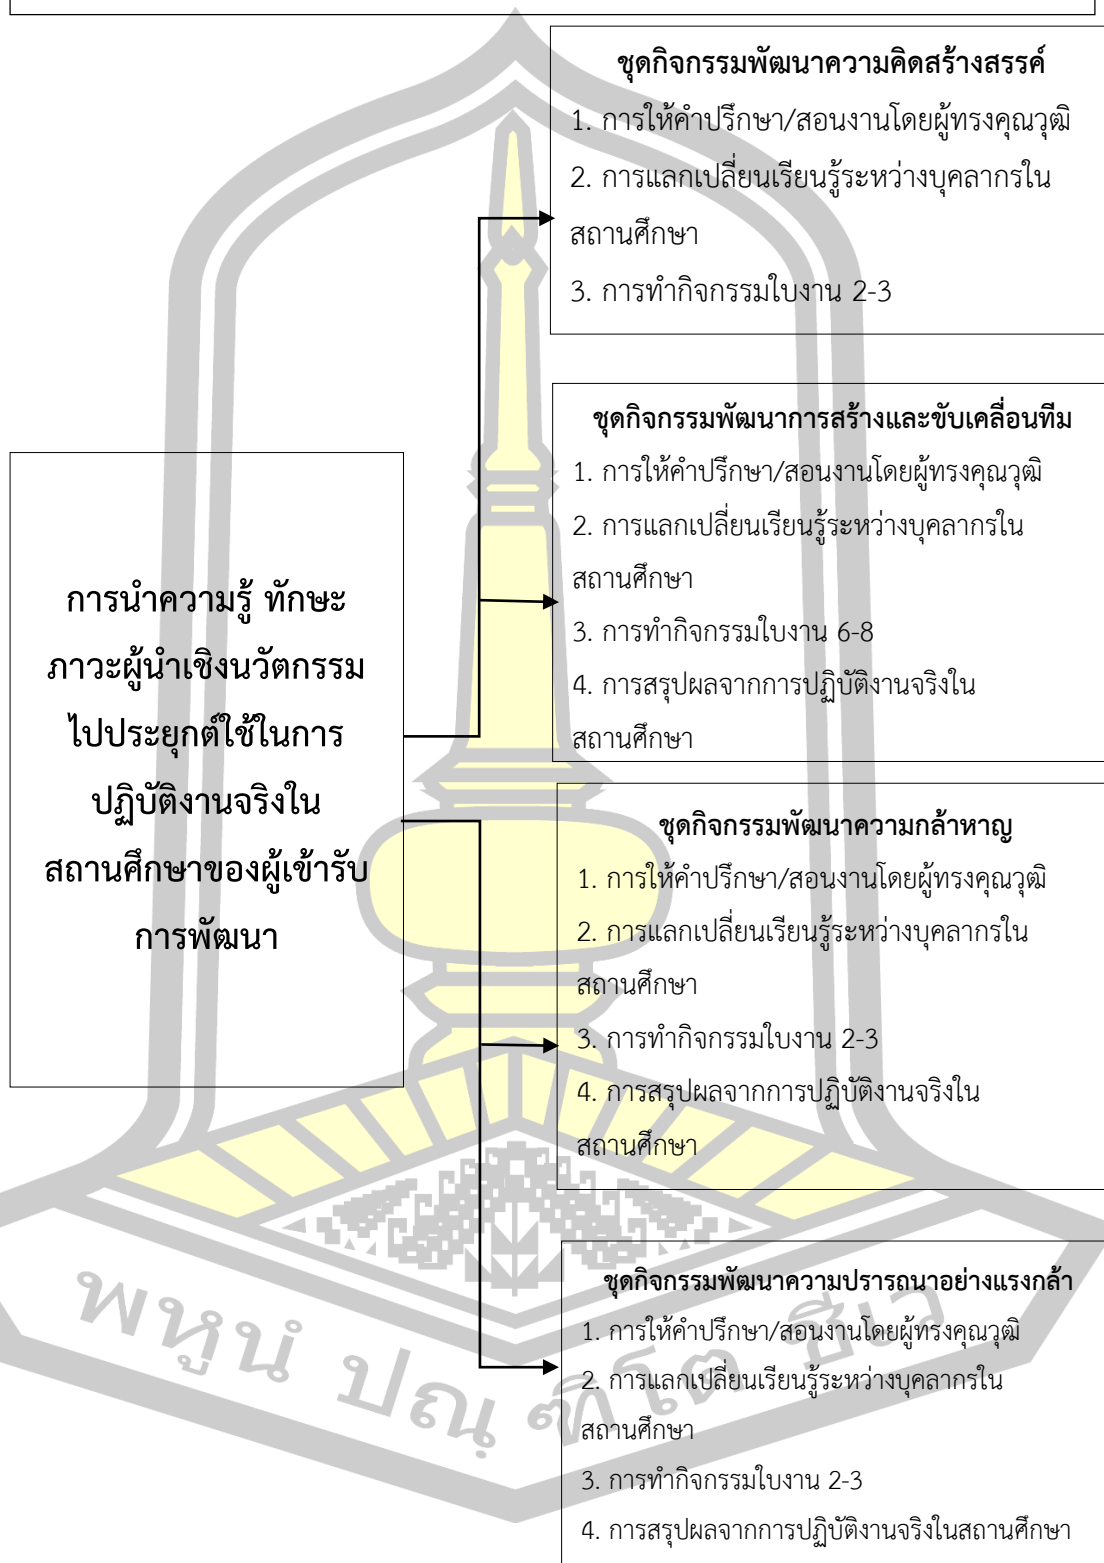 ชุดกิจกรรมพัฒนาความคิดสร้างสรรค์
1. การให้คำปรึกษา/สอนงานโดยผู้ทรงคุณวุฒิ
2. การแลกเปลี่ยนเรียนรู้ระหว่างบุคลากรใน
สถานศึกษา
3. การทำกิจกรรมใบงาน 2-3
ชุดกิจกรรมพัฒนาการสร้างและขับเคลื่อนทีม
1. การให้คำปรึกษา/สอนงานโดยผู้ทรงคุณวุฒิ
2. การแลกเปลี่ยนเรียนรู้ระหว่างบุคลากรใน
สถานศึกษา
3. การทำกิจกรรมใบงาน 6-8
4. การสรุปผลจากการปฏิบัติงานจริงใน
สถานศึกษา
การนำความรู้ ทักษะ
ภาวะผู้นำเชิงนวัตกรรม
ไปประยุกต์ใช้ในการ
ปฏิบัติงานจริงใน
สถานศึกษาของผู้เข้ารับ
การพัฒนา
ชุดกิจกรรมพัฒนาความกล้าหาญ
1. การให้คำปรึกษา/สอนงานโดยผู้ทรงคุณวุฒิ
2. การแลกเปลี่ยนเรียนรู้ระหว่างบุคลากรใน
สถานศึกษา
3. การทำกิจกรรมใบงาน 2-3
4. การสรุปผลจากการปฏิบัติงานจริงใน
สถานศึกษา
ชุดกิจกรรมพัฒนาความปรารถนาอย่างแรงกล้า
1. การให้คำปรึกษา/สอนงานโดยผู้ทรงคุณวุฒิ
2. การแลกเปลี่ยนเรียนรู้ระหว่างบุคลากรใน
สถานศึกษา
3. การทำกิจกรรมใบงาน 2-3
4. การสรุปผลจากการปฏิบัติงานจริงในสถานศึกษา
พหูนํ ปณฺฑิโต ชีเว